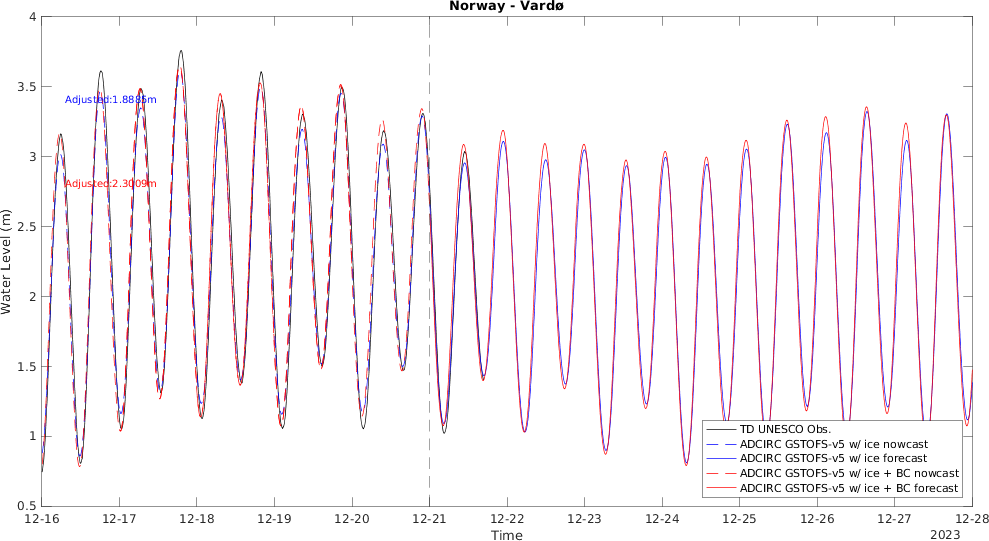 Norway - Vardø
4
3.5
3
2.5
2
1.5
1
0.5
Water Level (m)
Adjusted:1.8885m
Adjusted:2.3009m
TD UNESCO Obs.
ADCIRC GSTOFS-v5 w/ ice nowcast
ADCIRC GSTOFS-v5 w/ ice forecast
ADCIRC GSTOFS-v5 w/ ice + BC nowcast
ADCIRC GSTOFS-v5 w/ ice + BC forecast
12-16 12-17 12-18 12-19 12-20 12-21 12-22 12-23 12-24 12-25 12-26 12-27 12-28
Time
2023